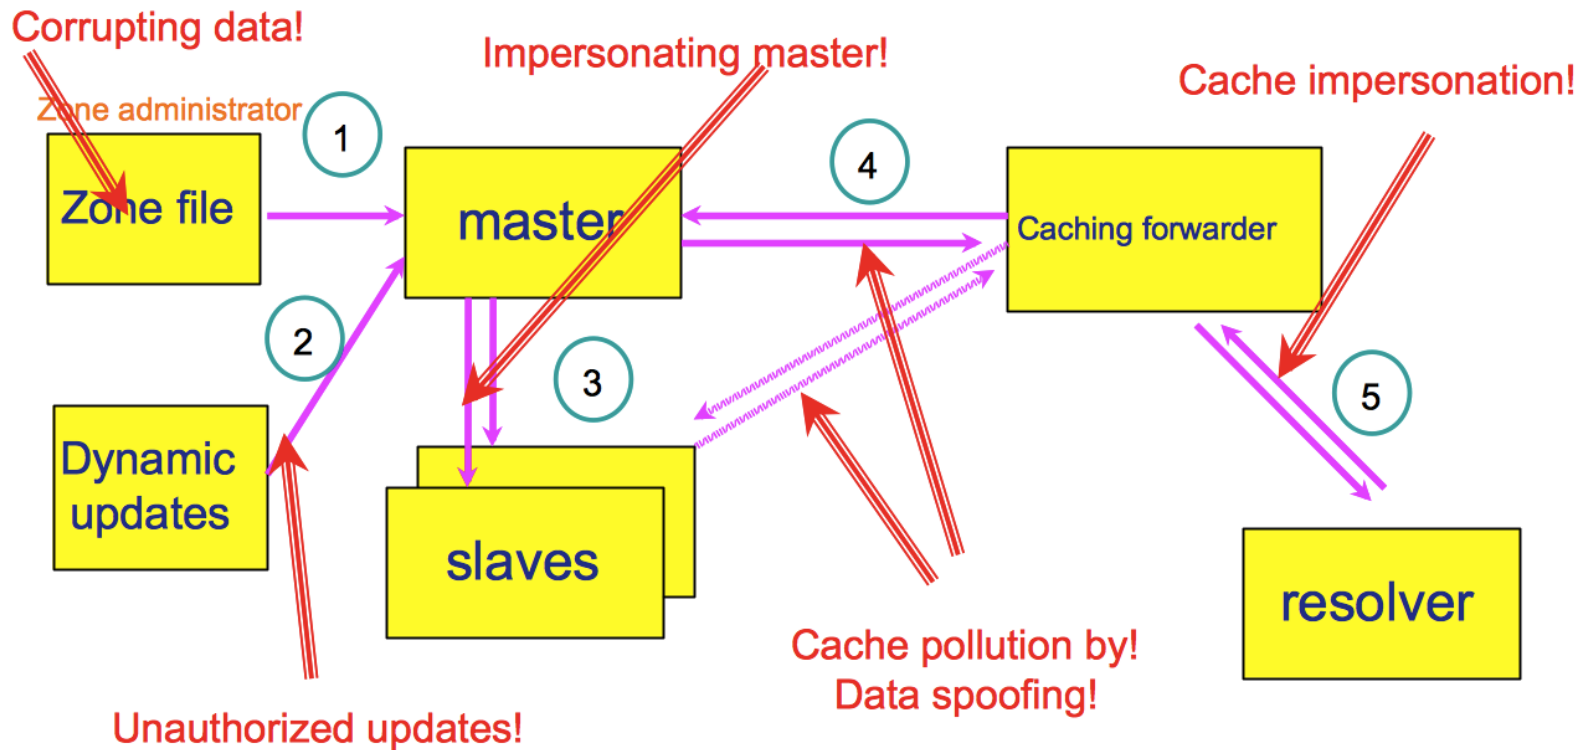 Corrupting data!
Impersonating master!
Cache impersonation!
Zone administrator
1
4
Zone file
master
Caching forwarder
2
3
5
Dynamic
updates
slaves
resolver
Cache pollution by!
Data spoofing!
Unauthorized updates!